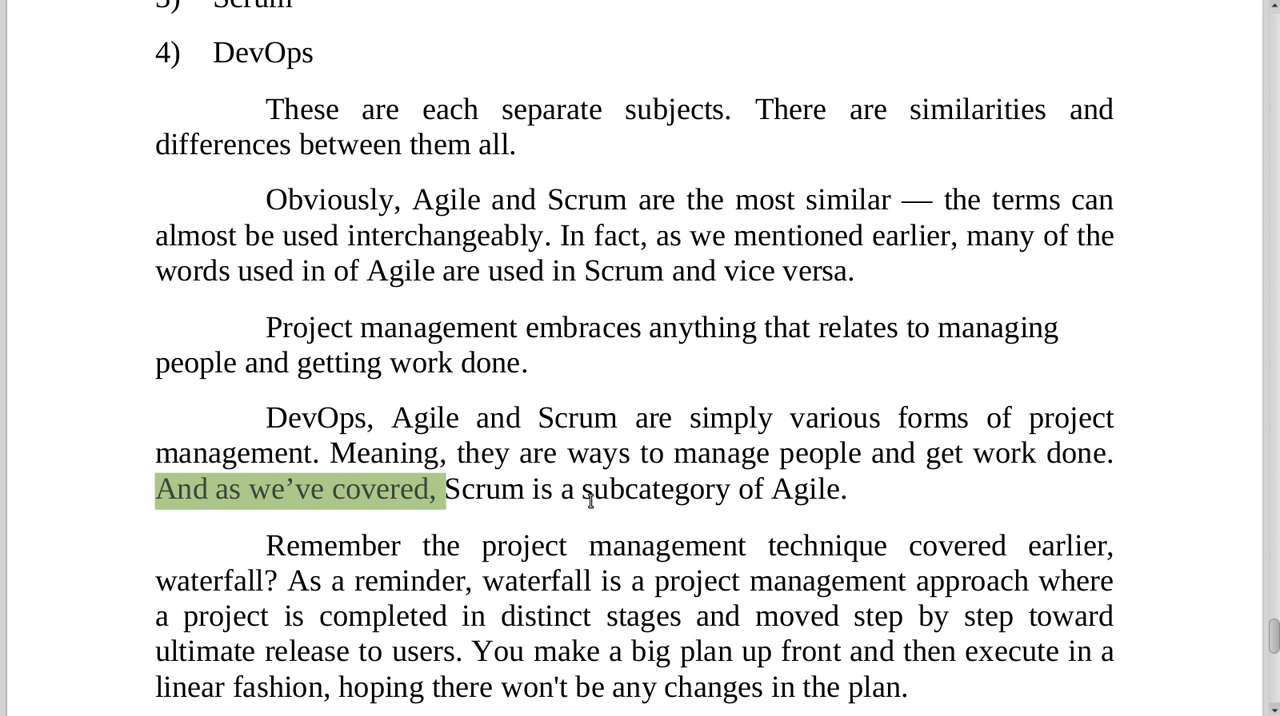 3) Scrum
4) DevOps
These are each separate subjects. There are similarities and
differences between them all.
Obviously, Agile and Scrum are the most similar — the terms can
almost be used interchangeably. In fact, as we mentioned earlier, many of the
words used in of Agile are used in Scrum and vice versa.
Project management embraces anything that relates to managing
people and getting work done.
DevOps, Agile and Scrum are simply various forms of project
management. Meaning, they are ways to manage people and get work done.
And as we’ve covered, Scrum is a subcategory of Agile.
Remember the project management technique covered earlier,
waterfall? As a reminder, waterfall is a project management approach where
a project is completed in distinct stages and moved step by step toward
ultimate release to users. You make a big plan up front and then execute in a
linear fashion, hoping there won't be any changes in the plan.